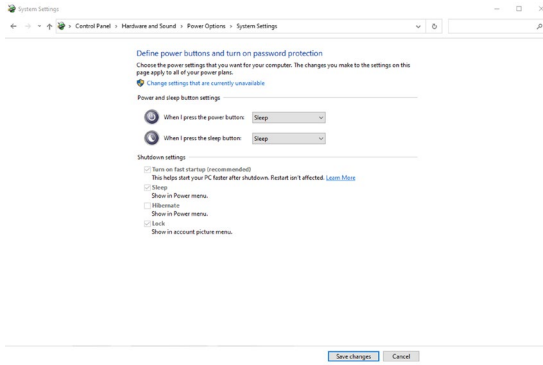 System Settings
Control Panel > Hardware and Sound > Power Options > System Settings
Define power buttons and turn on password protection
Choose the power settings that you want for your computer. The changes you make to the settings on this
page apply to all of your power plans.
Change settings that are currently unavailable
Power and sleep button settings
When I press the power button: Sleep
When I press the sleep button: Sleep
Shutdown settings
Turn on fast startup (recommended)
This helps start your PC faster after shutdown. Restart isn't affected. Learn More
Sleep
Show in Power menu.
Hibernate
Show in Power menu.
Lock
Show in account picture menu.
Save changes Cancel